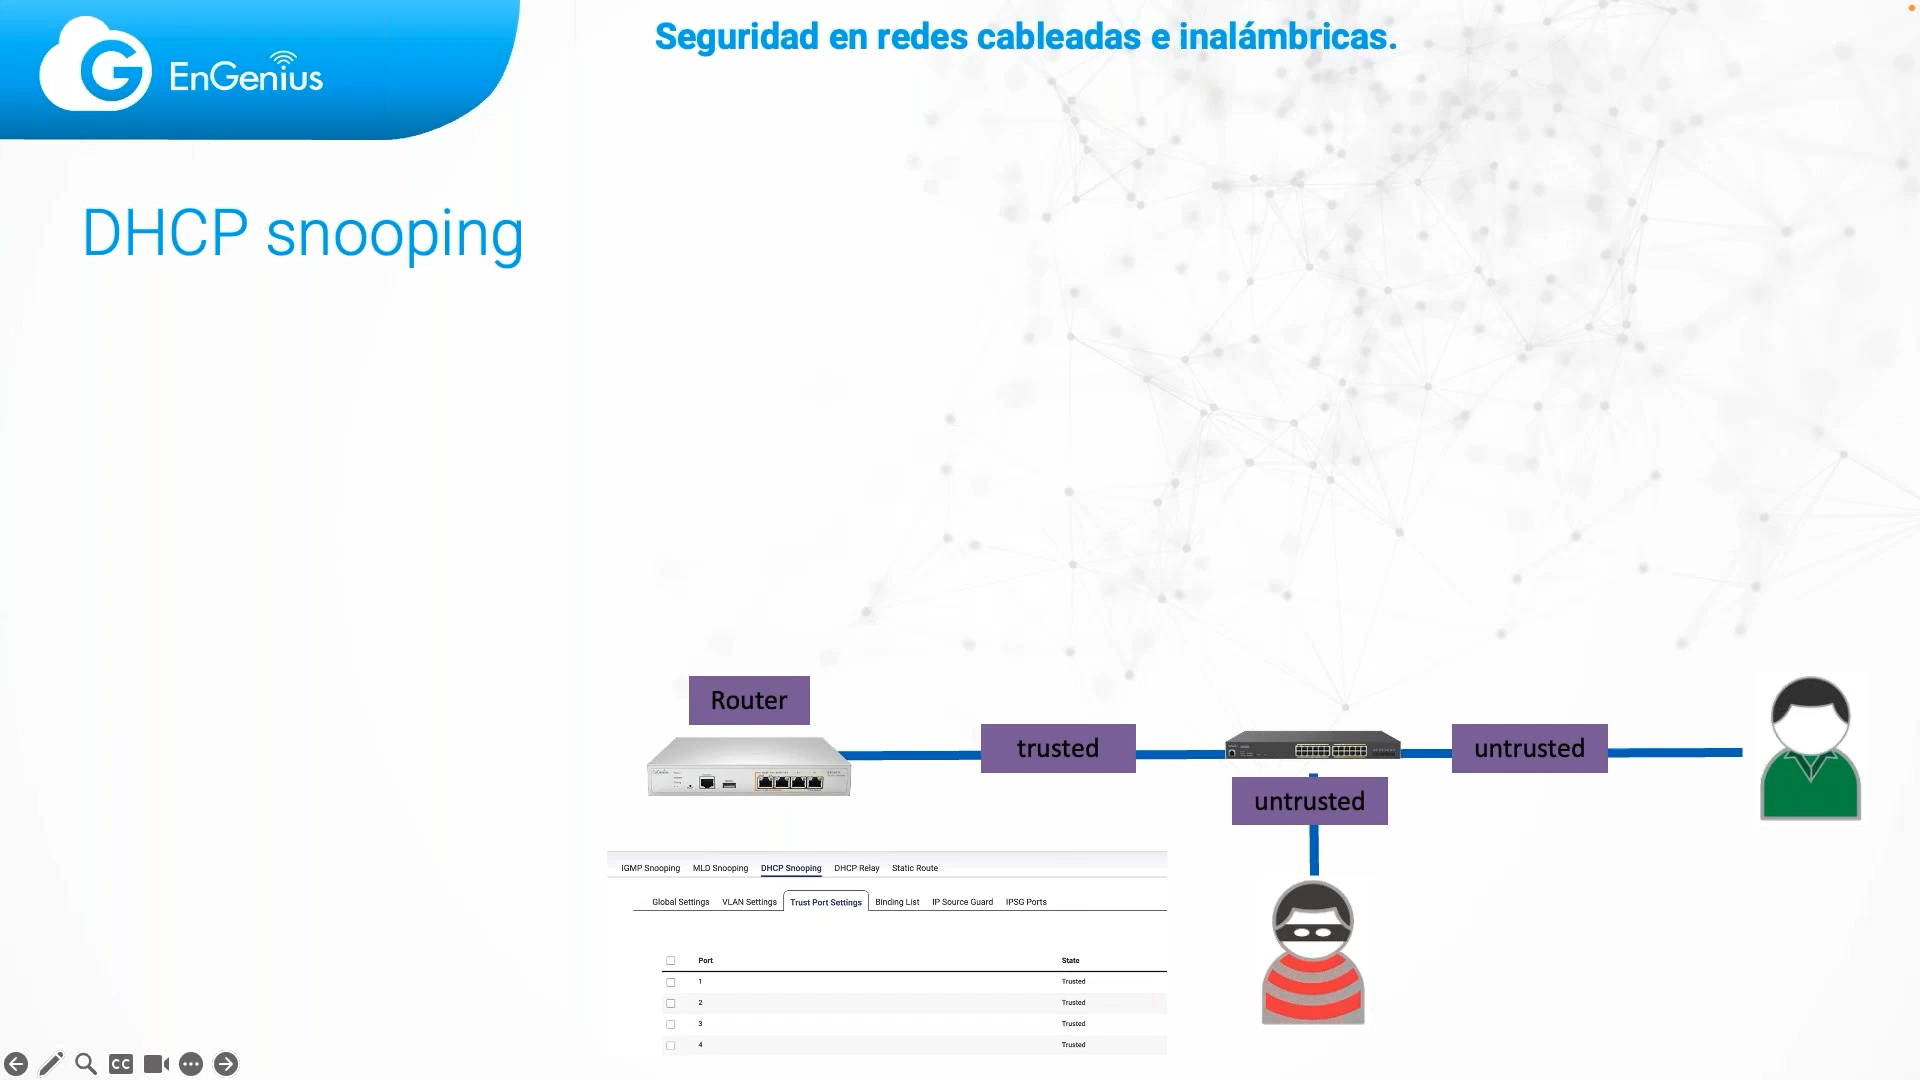 Seguridad en redes cableadas e inalámbricas.
EnGenius
DHCP snooping
Router
trusted
untrusted
untrusted
IGMP Snooping MLD Snooping DHCP Snooping DHCP Relay Static Route
Global Settings VLAN Settings Trust Port Settings Binding List IP Source Guard IPSG Ports
Port State
1 Trusted
2 Trusted
3 Trusted
4 Trusted
CC